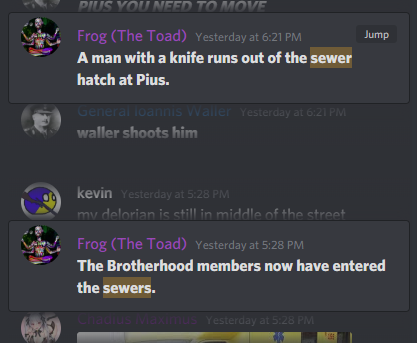 PIUS YOU NEED TO MOVE
Frog (The Toad) Yesterday at 6:21 PM
Jump
A man with a knife runs out of the sewer
hatch at Pius.
General Ioannis Waller Yesterday at 6:21 PM
waller shoots him
kevin Yesterday at 5:28 PM
my delorian is still in middle of the street
Frog (The Toad) Yesterday at 5:28 PM
The Brotherhood members now have entered
the sewers.
Yesterday at 5:28 PM